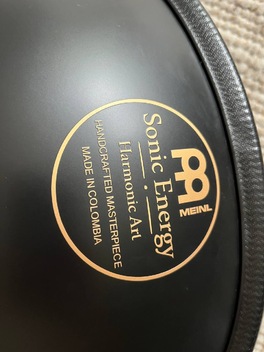 MEINL
Sonic Energy
Harmonic Art
HANDCRAFTED MASTERPIECE
MADE IN COLOMBIA